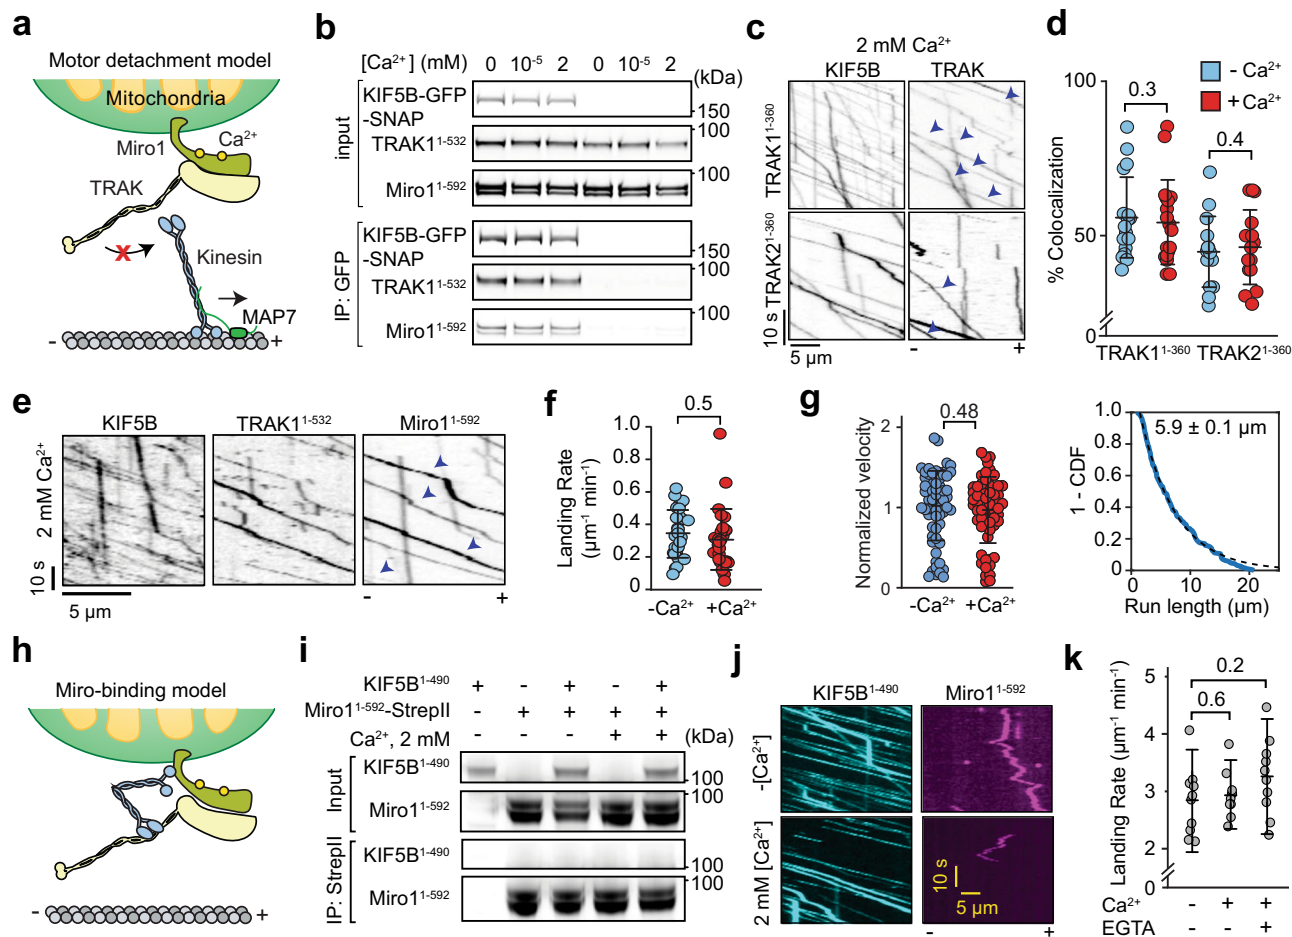 a
Motor detachment model
Mitochondria
Ca²⁺
Miro1
TRAK
X
Kinesin
MAP7
- +
b
[Ca²⁺] (mM) 0 10⁻⁵ 2 0 10⁻⁵ 2
(kDa)
input
KIF5B-GFP
-SNAP
150
100
TRAK1¹⁻⁵³²
100
Miro1¹⁻⁵⁹²
IP: GFP
KIF5B-GFP
-SNAP
150
100
TRAK1¹⁻⁵³²
100
Miro1¹⁻⁵⁹²
c
2 mM Ca²⁺
KIF5B TRAK
TRAK1¹⁻³⁶⁰
TRAK2¹⁻³⁶⁰
10 s
5 µm
- +
d
- Ca²⁺
+ Ca²⁺
% Colocalization
100
50
0
0.3
0.4
TRAK1¹⁻³⁶⁰ TRAK2¹⁻³⁶⁰
e
KIF5B TRAK1¹⁻⁵³² Miro1¹⁻⁵⁹²
2 mM Ca²⁺
10 s
5 µm
- +
f
0.5
Landing Rate
(µm⁻¹ min⁻¹)
1.0
0.8
0.6
0.4
0.2
0
-Ca²⁺ +Ca²⁺
g
0.48
Normalized velocity
2
1
0
-Ca²⁺ +Ca²⁺
5.9 ± 0.1 µm
1 - CDF
1.0
0.8
0.6
0.4
0.2
0
0 10 20
Run length (µm)
h
Miro-binding model
- +
i
KIF5B¹⁻⁴⁹⁰ + - + - +
Miro1¹⁻⁵⁹²-StrepII - + + + +
Ca²⁺, 2 mM - - - + +
(kDa)
Input
KIF5B¹⁻⁴⁹⁰
100
100
Miro1¹⁻⁵⁹²
IP: StrepII
KIF5B¹⁻⁴⁹⁰
100
100
Miro1¹⁻⁵⁹²
j
KIF5B¹⁻⁴⁹⁰ Miro1¹⁻⁵⁹²
-[Ca²⁺]
2 mM [Ca²⁺]
10 s
5 µm
- +
k
Landing Rate (µm⁻¹ min⁻¹)
5
4
3
2
0
0.2
0.6
Ca²⁺ - + -
EGTA - - +